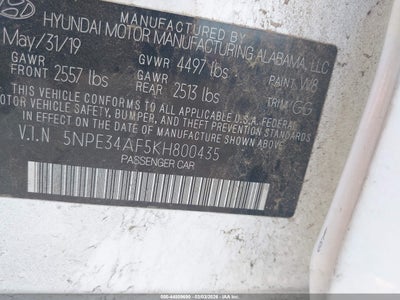 MANUFACTURED BY
HYUNDAI MOTOR MANUFACTURING ALABAMA, LLC
May/31/19
GVWR 4497 lbs
PAINT W8
GAWR
FRONT 2557 lbs
GAWR
REAR 2513 lbs
TRIM GG
THIS VEHICLE CONFORMS TO ALL APPLICABLE U.S.A. FEDERAL
MOTOR VEHICLE SAFETY, BUMPER, AND THEFT PREVENTION STANDARDS
IN EFFECT ON THE DATE OF MANUFACTURE SHOWN ABOVE.
V.I.N 5NPE34AF5KH800435
PASSENGER CAR